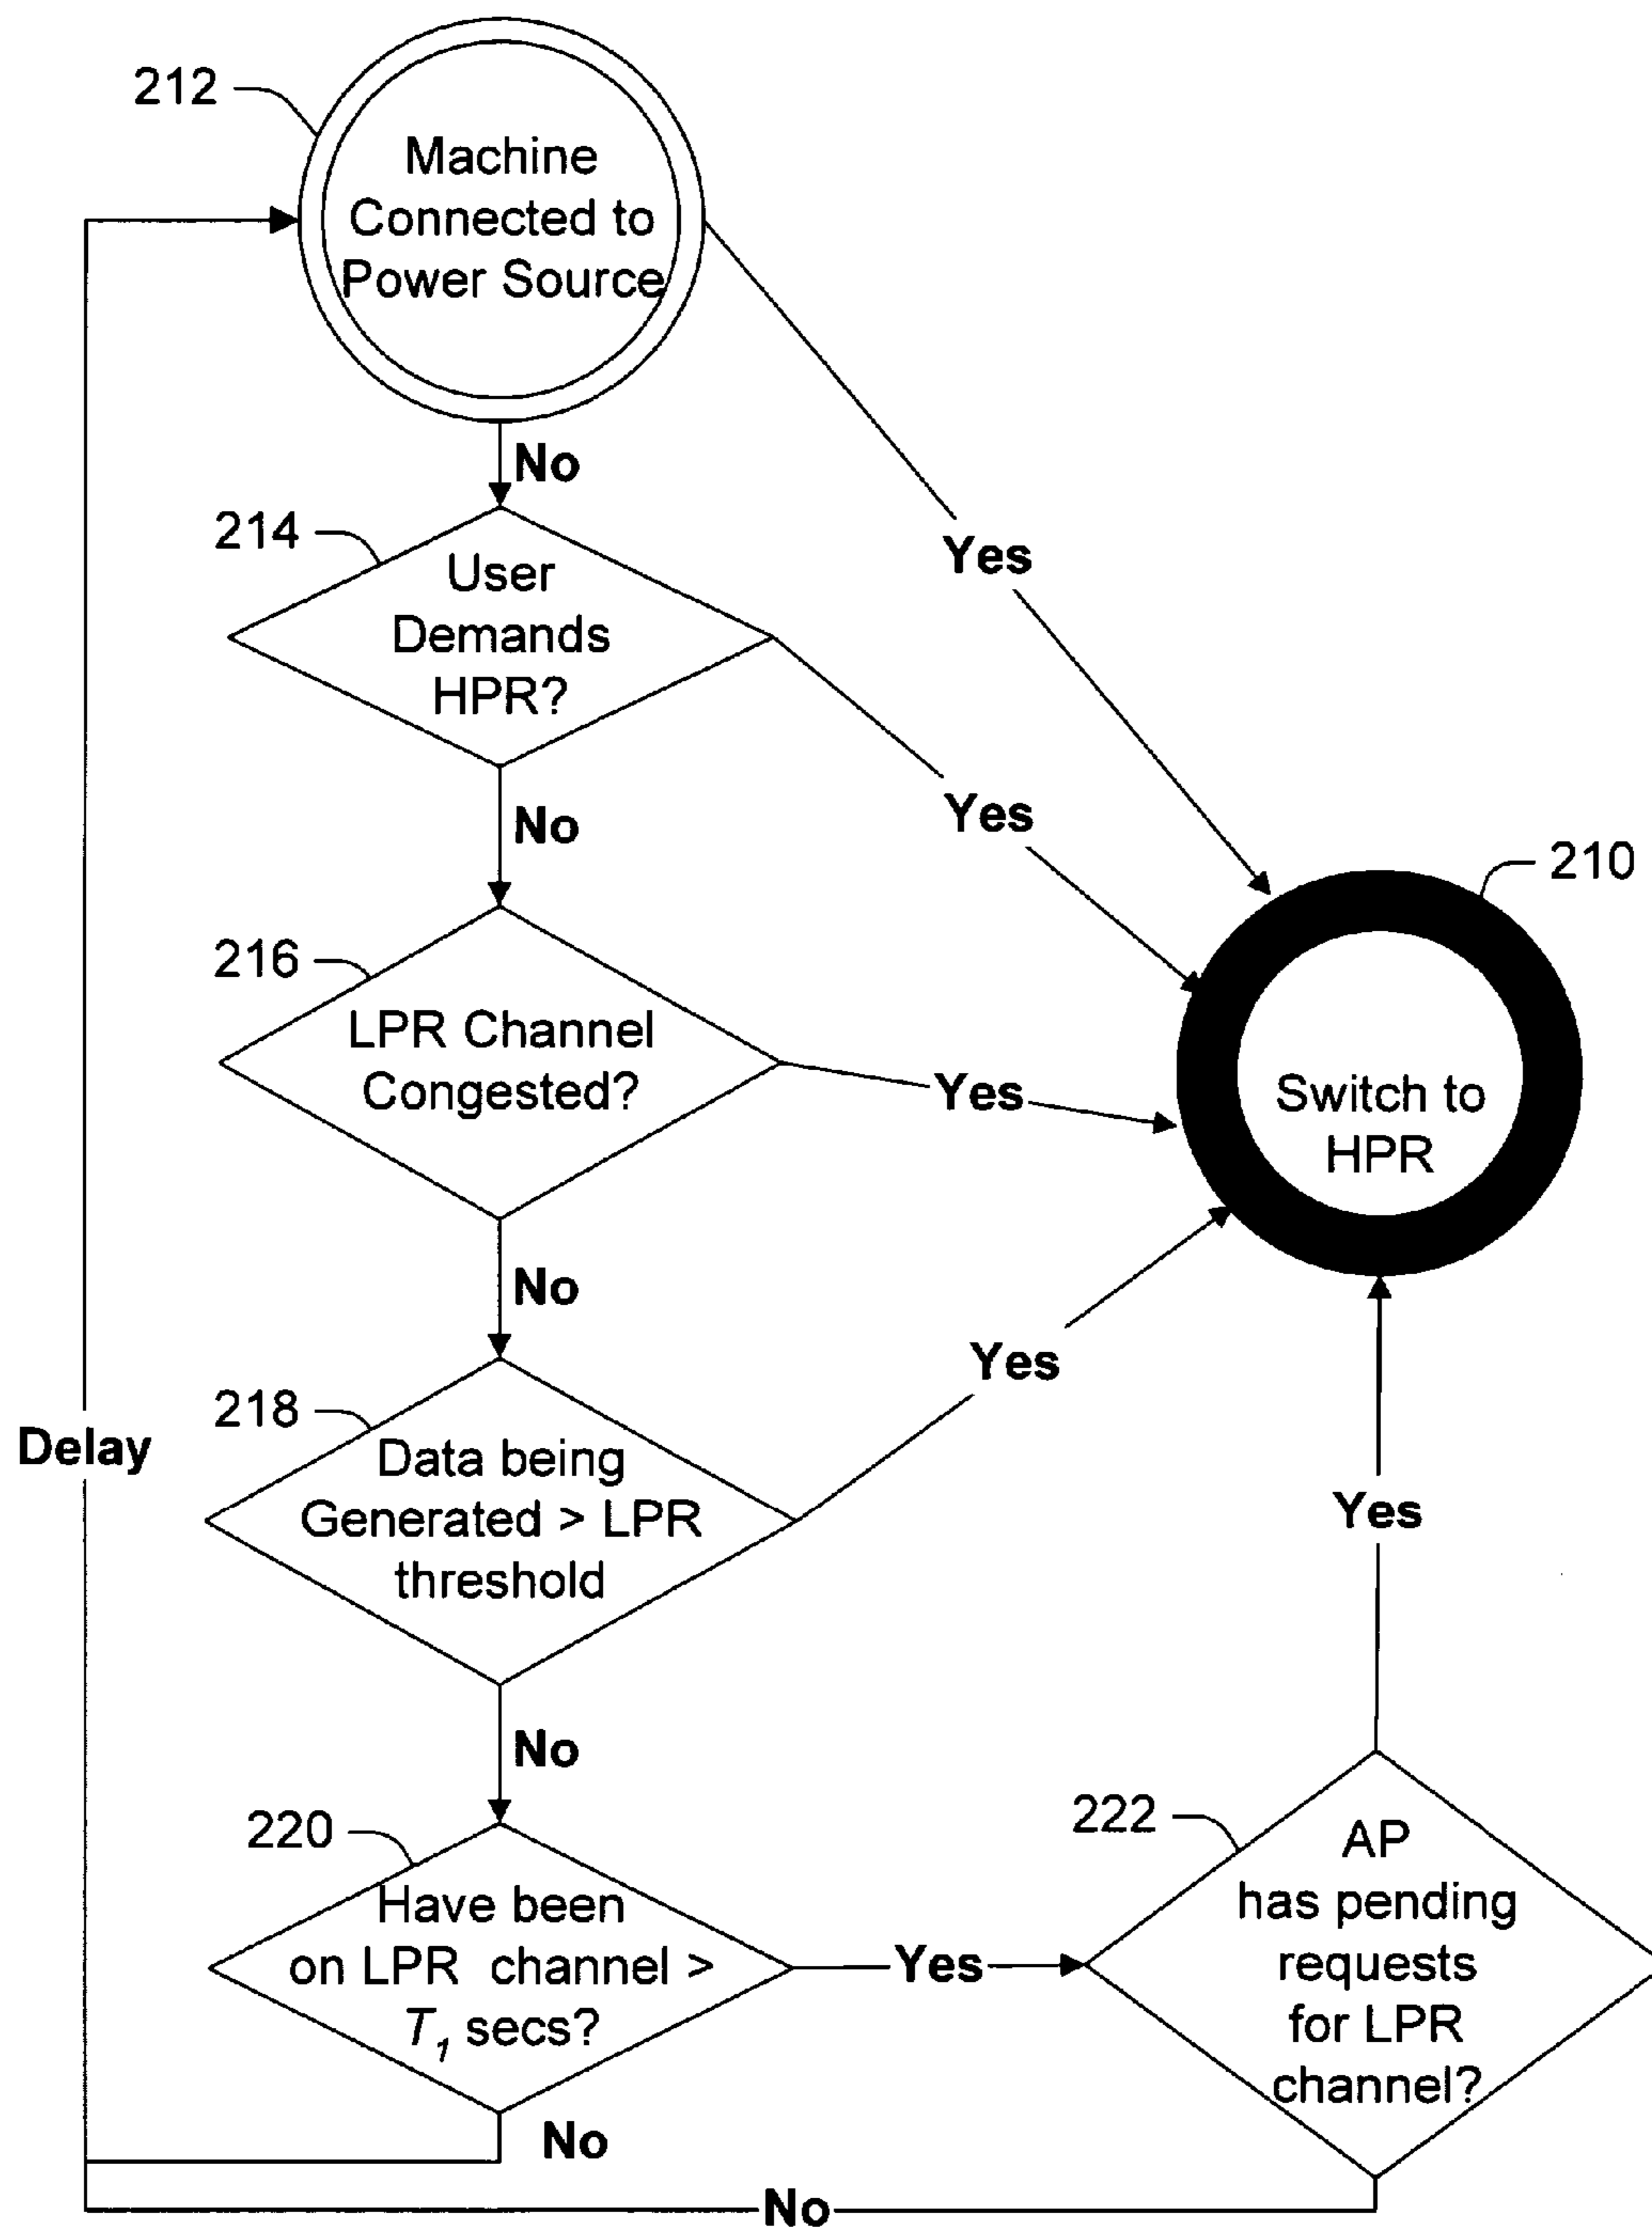 212
Machine
Connected to
Power Source
No
Yes
214
User
Demands
HPR?
Yes
No
210
Switch to
HPR
216
LPR Channel
Congested?
Yes
No
218
Data being
Generated > LPR
threshold
Yes
Delay
No
Yes
220
Have been
on LPR channel >
T1 secs?
Yes
222
AP
has pending
requests
for LPR
channel?
No
No